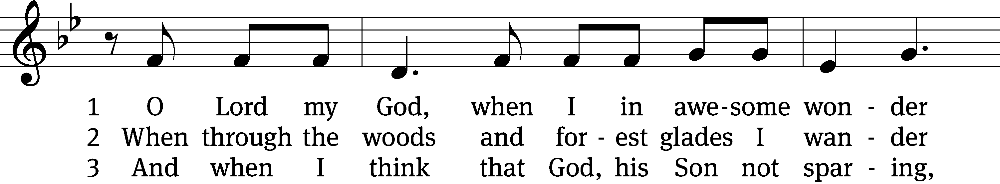 1 O Lord my God, when I in awe-some won - der
2 When through the woods and for - est glades I wan - der
3 And when I think that God, his Son not spar - ing,